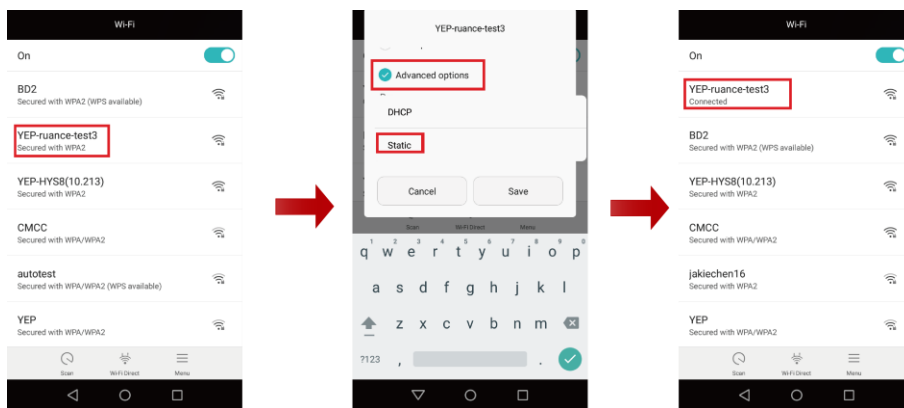 Wi-Fi
On
BD2
Secured with WPA2 (WPS available)
YEP-ruance-test3
Secured with WPA2
YEP-HYS8(10.213)
Secured with WPA2
CMCC
Secured with WPA/WPA2
autotest
Secured with WPA/WPA2 (WPS available)
YEP
Secured with WPA/WPA2
Scan Wi-Fi Direct Menu
YEP-ruance-test3
Advanced options
DHCP
Static
Cancel Save
Scan Wi-Fi Direct Menu
1 2 3 4 5 6 7 8 9 0
q w e r t y u i o p
a s d f g h j k l
z x c v b n m
?123 , .
Wi-Fi
On
YEP-ruance-test3
Connected
BD2
Secured with WPA2 (WPS available)
YEP-HYS8(10.213)
Secured with WPA2
CMCC
Secured with WPA/WPA2
jakiechen16
Secured with WPA2
YEP
Secured with WPA/WPA2
Scan Wi-Fi Direct Menu